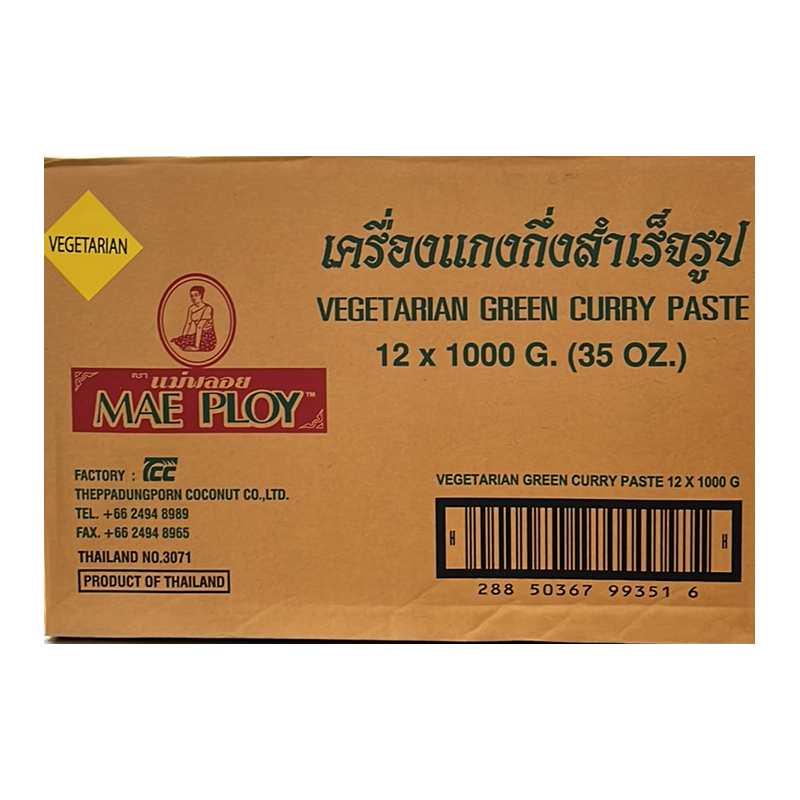 VEGETARIAN
เครื่องแกงกึ่งสำเร็จรูป
VEGETARIAN GREEN CURRY PASTE
12 x 1000 G. (35 OZ.)
ตรา แม่พลอย
MAE PLOY™
FACTORY : TCC
THEPPADUNGPORN COCONUT CO.,LTD.
TEL. +66 2494 8989
FAX. +66 2494 8965
THAILAND NO.3071
PRODUCT OF THAILAND
VEGETARIAN GREEN CURRY PASTE 12 X 1000 G
H H
288 50367 99351 6